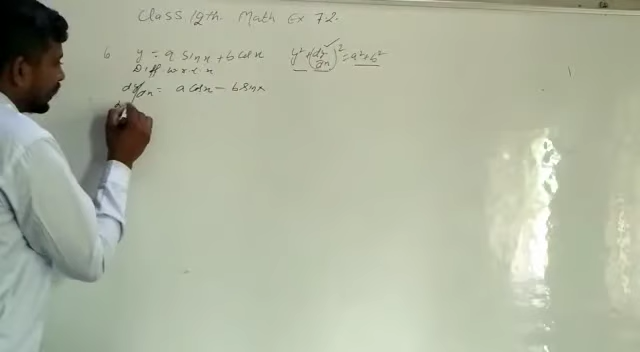 Class 12th Math Ex 7.2.
6 y = a sinx + b cosx y² + (dy/dx)² = a²+b²
Diff w.r.t. x
dy/dx = a cosx − b sinx